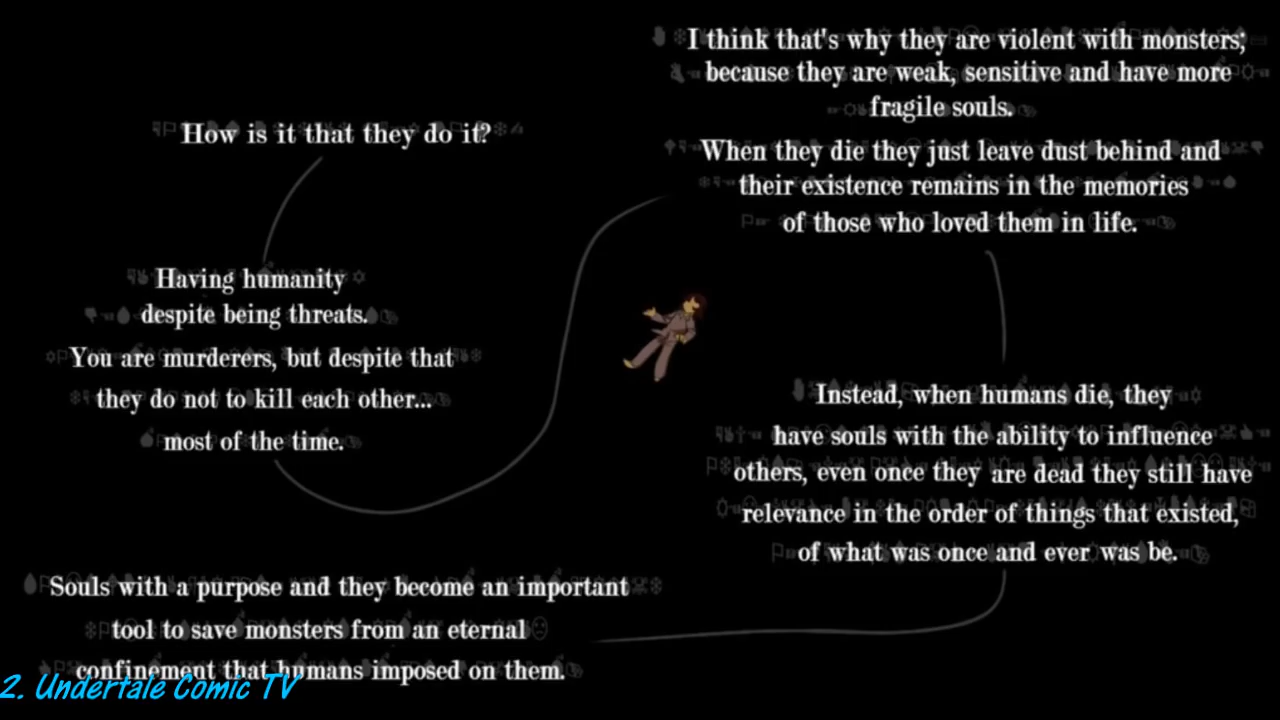 How is it that they do it?
Having humanity
despite being threats.
You are murderers, but despite that
they do not to kill each other...
most of the time.
I think that's why they are violent with monsters;
because they are weak, sensitive and have more
fragile souls.
When they die they just leave dust behind and
their existence remains in the memories
of those who loved them in life.
Instead, when humans die, they
have souls with the ability to influence
others, even once they are dead they still have
relevance in the order of things that existed,
of what was once and ever was be.
Souls with a purpose and they become an important
tool to save monsters from an eternal
confinement that humans imposed on them.
2. Undertale Comic TV